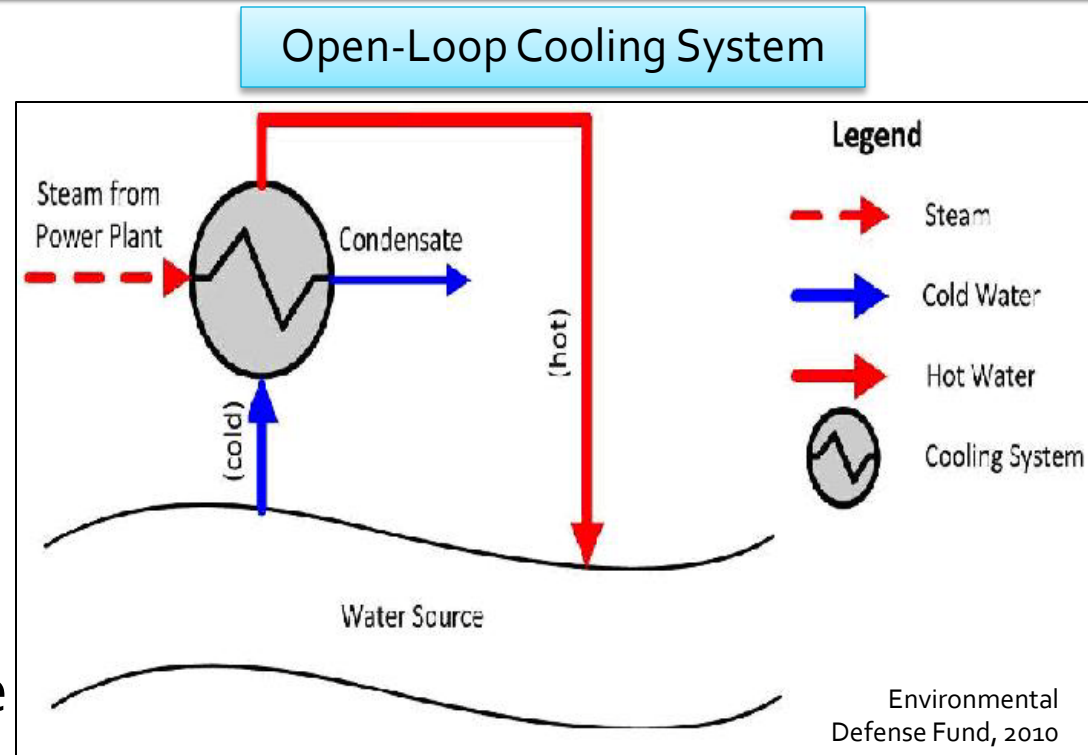 Open-Loop Cooling System
Legend
Steam from
Power Plant
Condensate
(cold)
(hot)
Steam
Cold Water
Hot Water
Cooling System
Water Source
e
Environmental
Defense Fund, 2010